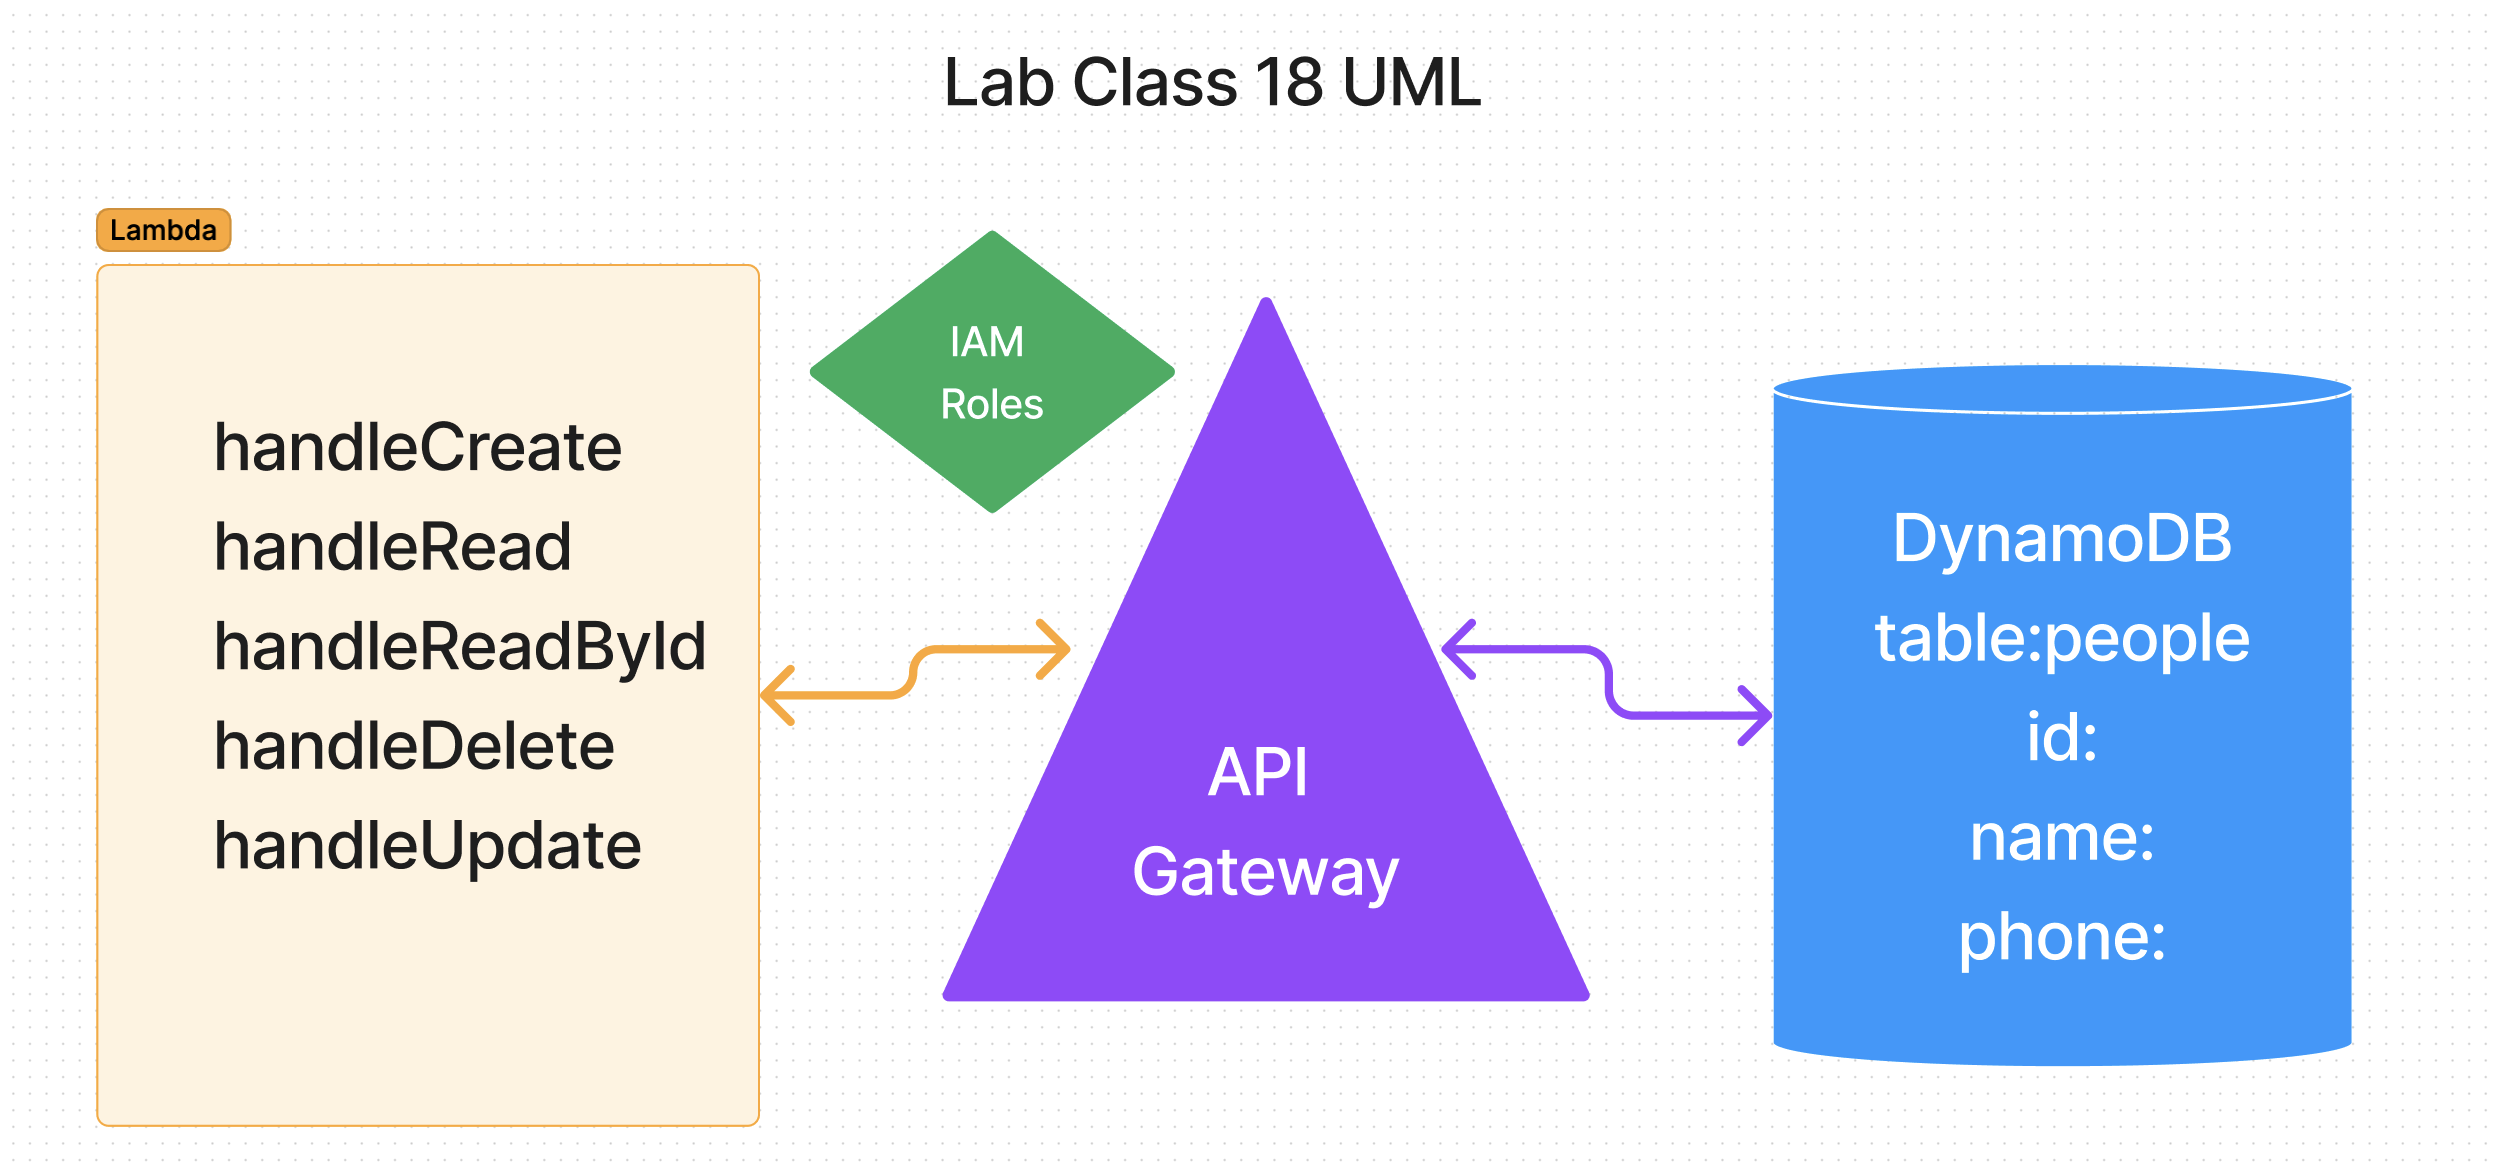 Lab Class 18 UML
Lambda
handleCreate
handleRead
handleReadById
handleDelete
handleUpdate
IAM
Roles
API
Gateway
DynamoDB
table:people
id:
name:
phone: